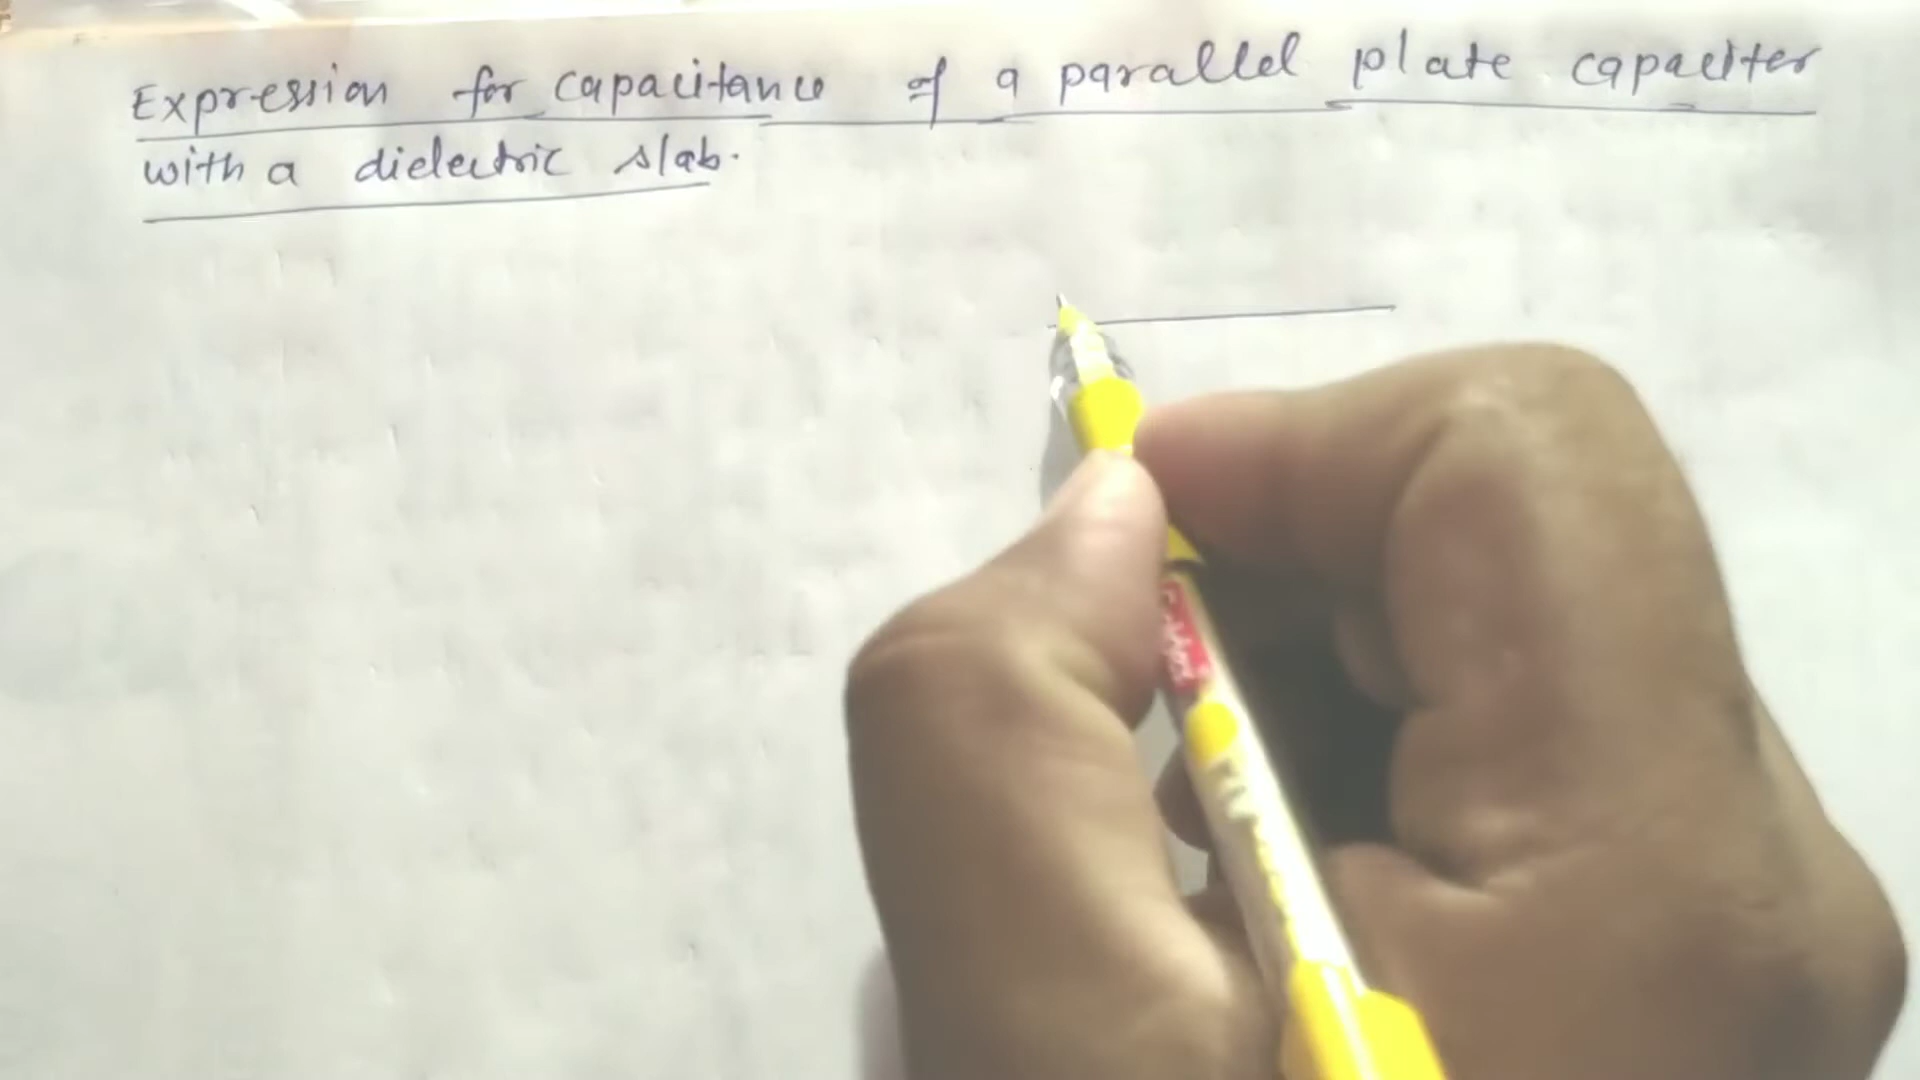 Expression for capacitance of a parallel plate capaciter
with a dielectric slab.